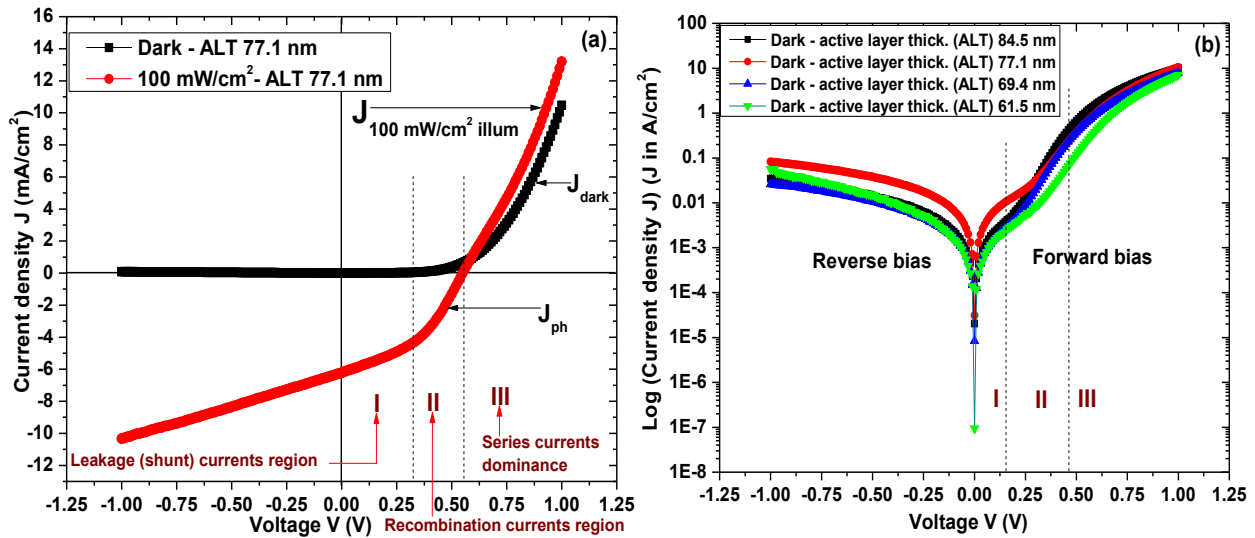 (a)
Dark - ALT 77.1 nm
100 mW/cm²- ALT 77.1 nm
J 100 mW/cm² illum
J dark
J ph
I
II
III
Leakage (shunt) currents region
Series currents
dominance
Recombination currents region
Current density J (mA/cm²)
16
14
12
10
8
6
4
2
0
-2
-4
-6
-8
-10
-12
-1.25 -1.00 -0.75 -0.50 -0.25 0.00 0.25 0.50 0.75 1.00 1.25
Voltage V (V)
(b)
Dark - active layer thick. (ALT) 84.5 nm
Dark - active layer thick. (ALT) 77.1 nm
Dark - active layer thick. (ALT) 69.4 nm
Dark - active layer thick. (ALT) 61.5 nm
Reverse bias
Forward bias
I
II
III
Log (Current density J) (J in A/cm²)
100
10
1
0.1
0.01
1E-3
1E-4
1E-5
1E-6
1E-7
1E-8
-1.25 -1.00 -0.75 -0.50 -0.25 0.00 0.25 0.50 0.75 1.00 1.25
Voltage V (V)